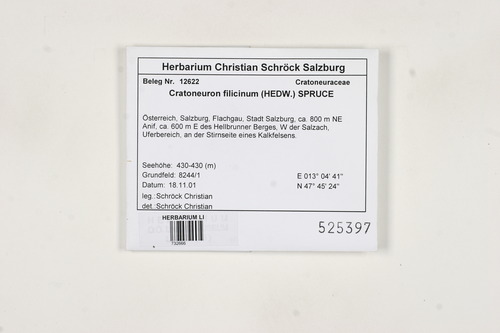 Herbarium Christian Schröck Salzburg
Beleg Nr. 12622 Cratoneuraceae
Cratoneuron filicinum (HEDW.) SPRUCE
Österreich, Salzburg, Flachgau, Stadt Salzburg, ca. 800 m NE
Anif, ca. 600 m E des Hellbrunner Berges, W der Salzach,
Uferbereich, an der Stirnseite eines Kalkfelsens.
Seehöhe: 430-430 (m)
Grundfeld: 8244/1 E 013° 04' 41"
Datum: 18.11.01 N 47° 45' 24"
leg.:Schröck Christian
det. Schröck Christian
HERBARIUM LI
732666
525397